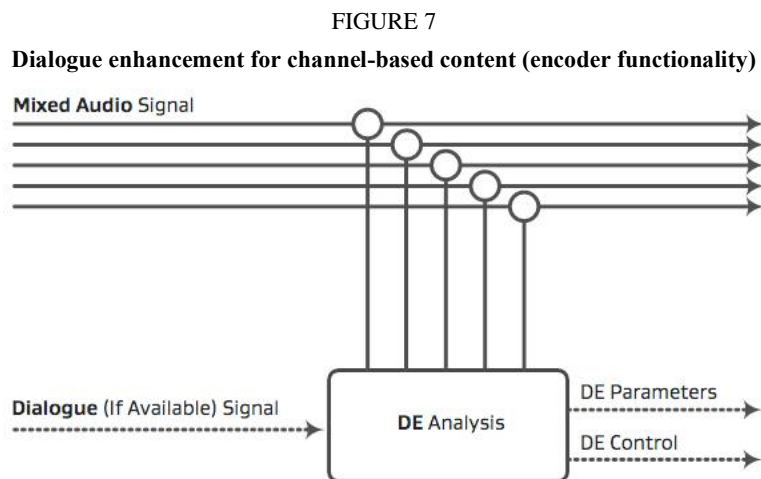 FIGURE 7
Dialogue enhancement for channel-based content (encoder functionality)
Mixed Audio Signal
Dialogue (If Available) Signal
DE Analysis
DE Parameters
DE Control